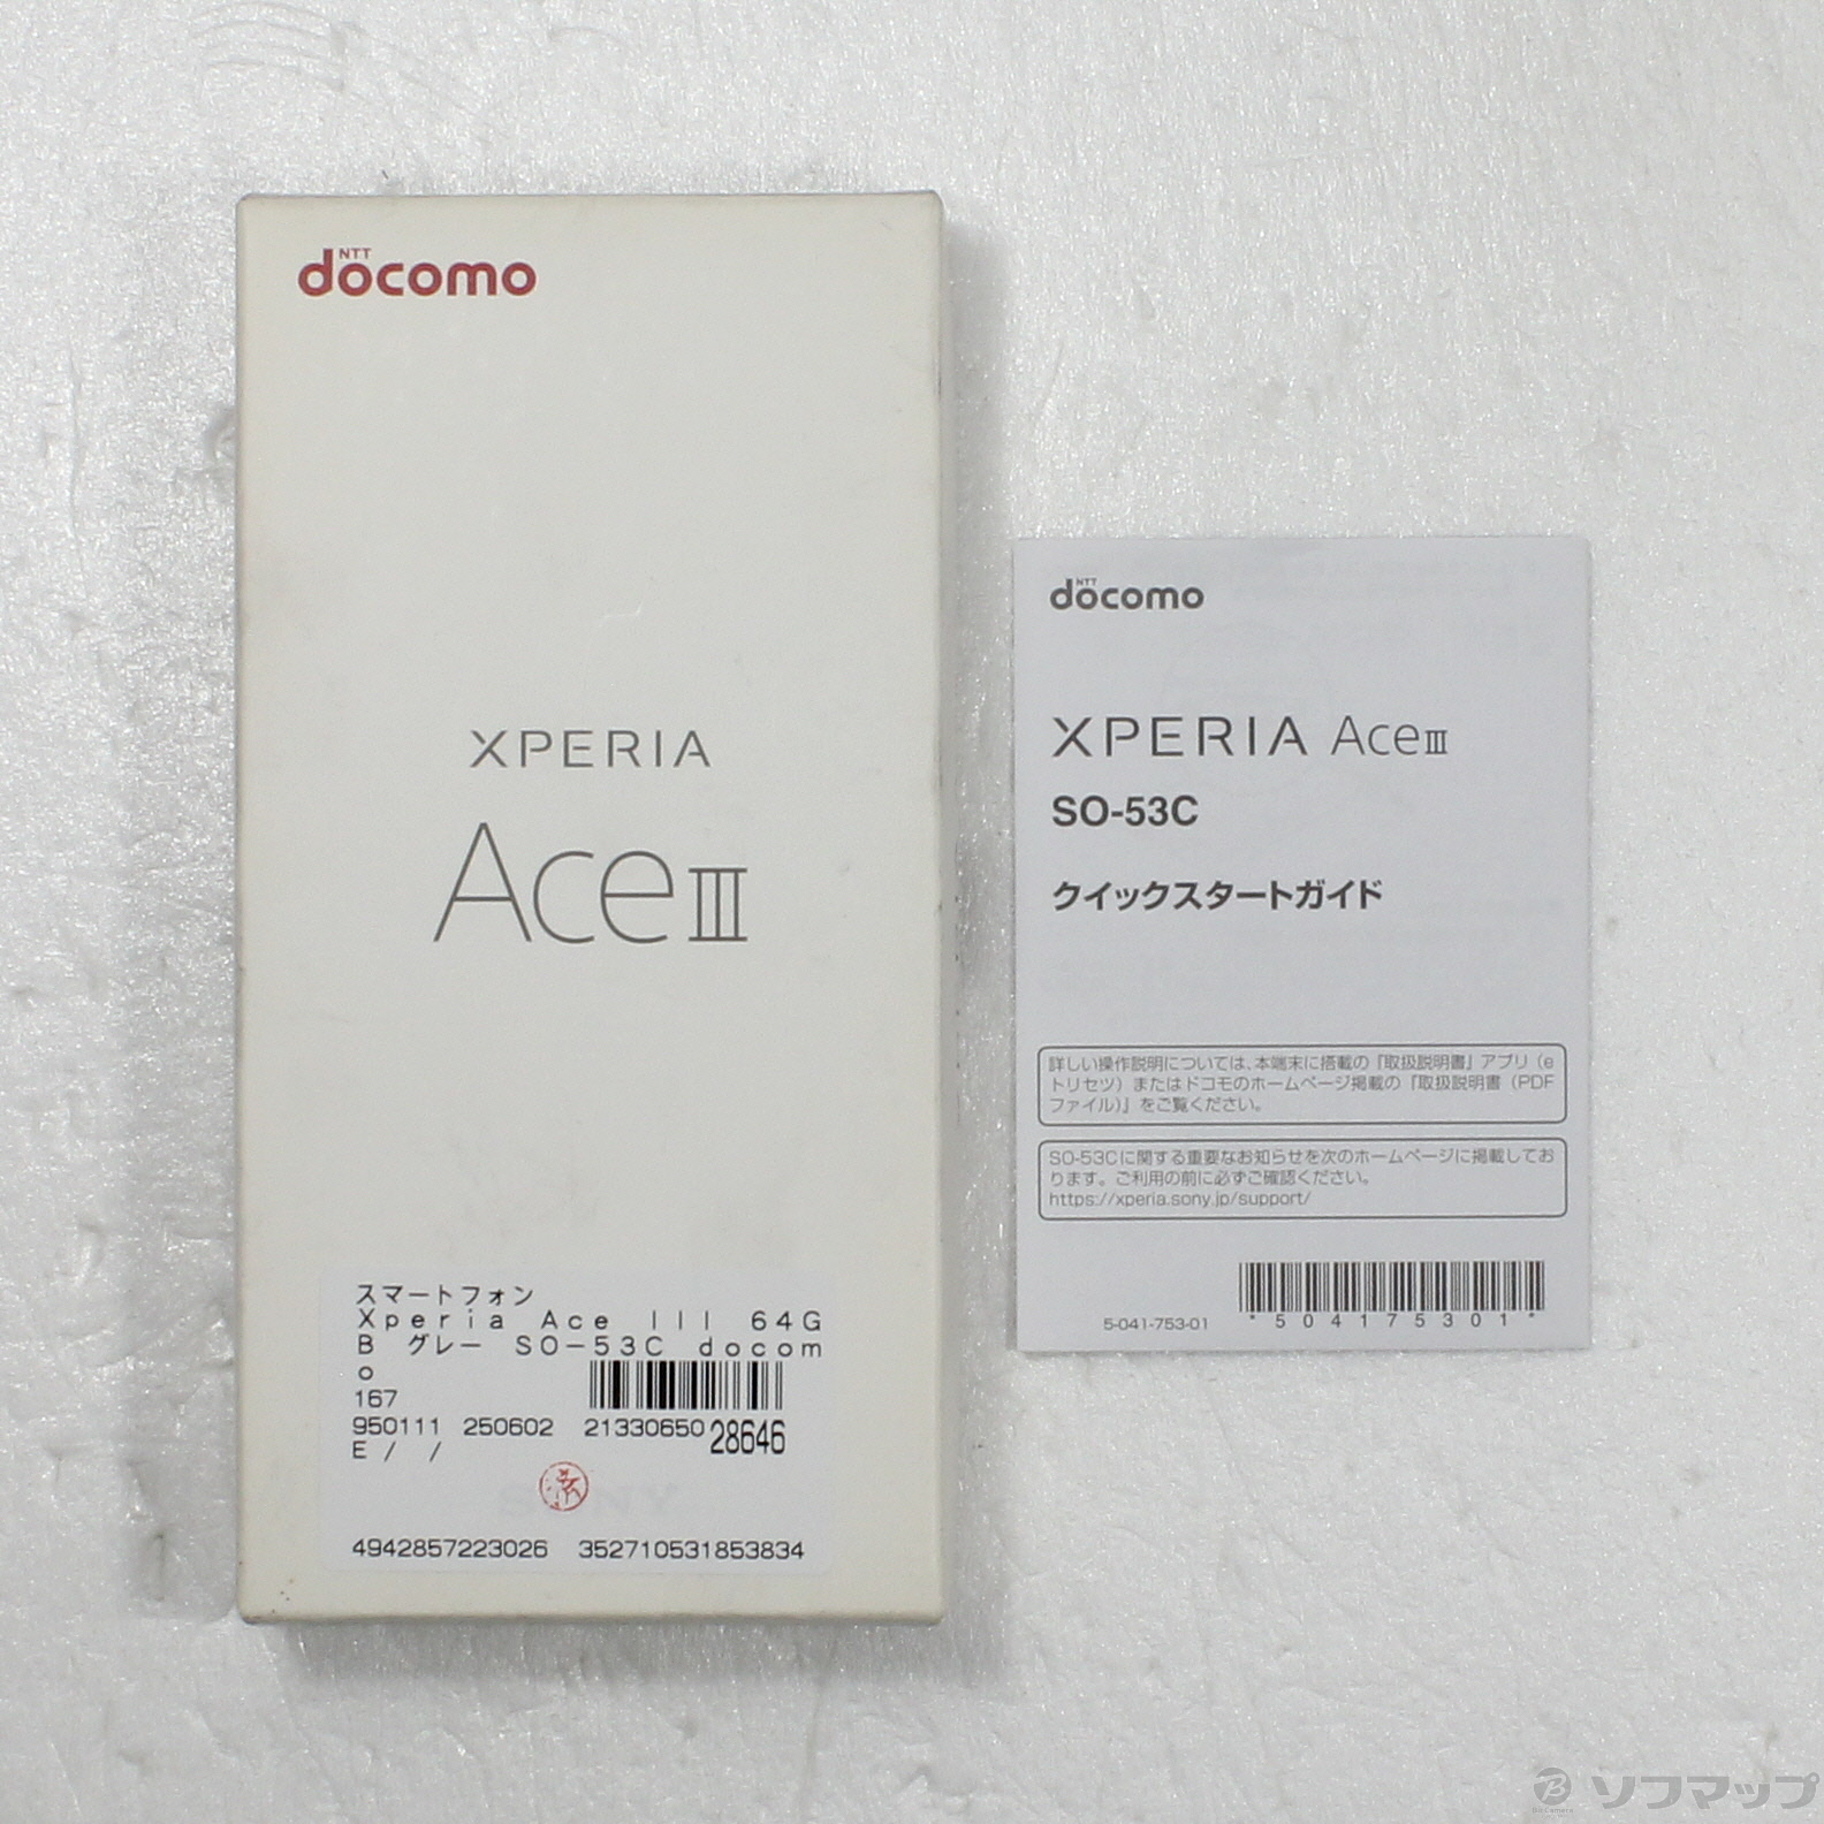 NTT
docomo
XPERIA
Ace III
スマートフォン
Xperia Ace III 64G
B グレー SO-53C docom
o
167
950111 250602 2133065028646
E / /
済
4942857223026 352710531853834
NTT
docomo
XPERIA Ace III
SO-53C
クイックスタートガイド
詳しい操作説明については、本端末に搭載の『取扱説明書』アプリ（e
トリセツ）またはドコモのホームページ掲載の『取扱説明書（PDF
ファイル）』をご覧ください。
SO-53Cに関する重要なお知らせを次のホームページに掲載してお
ります。ご利用の前に必ずご確認ください。
https://xperia.sony.jp/support/
5-041-753-01
*504175301*
Bic Camera
ソフマップ